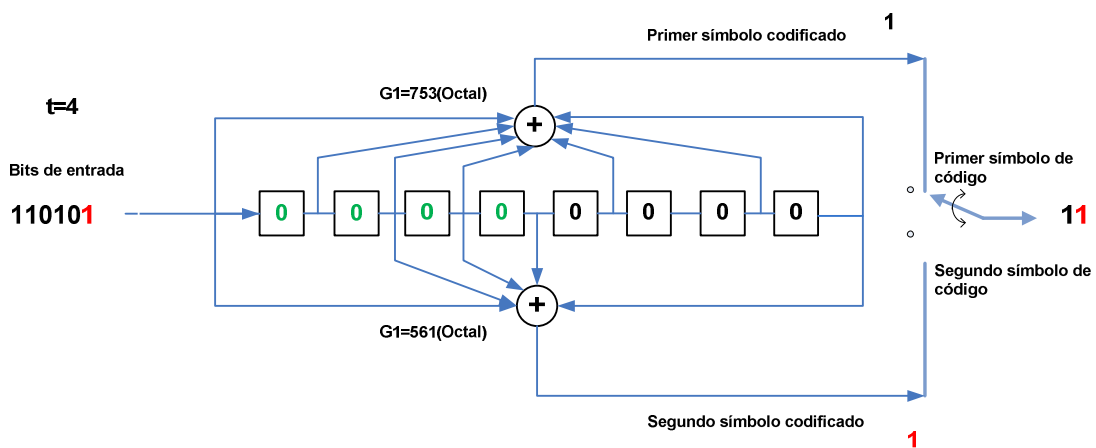 Primer símbolo codificado
1
t=4
G1=753(Octal)
+
Bits de entrada
110101
0 0 0 0 0 0 0 0
Primer símbolo de
código
11
Segundo símbolo de
código
+
G1=561(Octal)
Segundo símbolo codificado
1